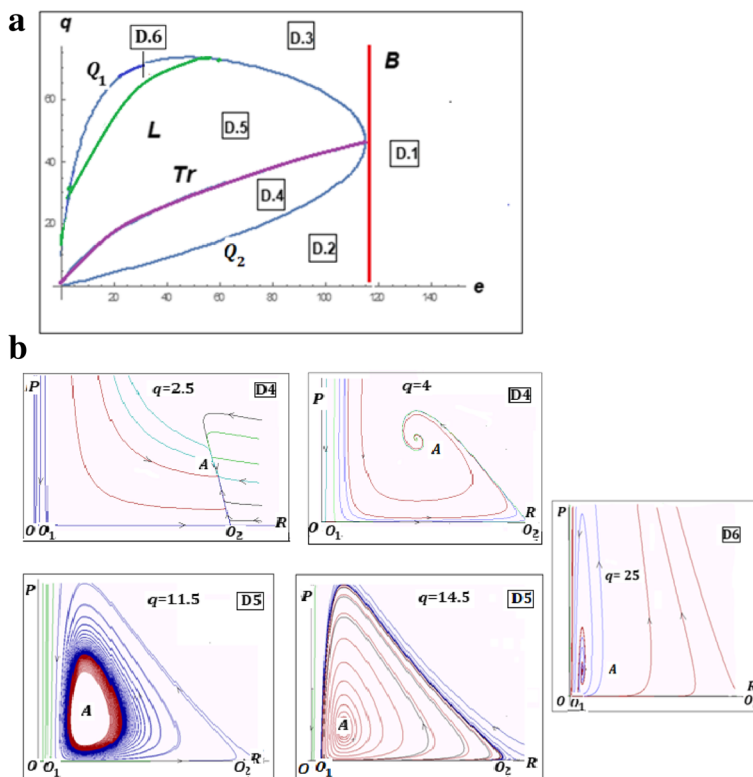 a
q
D.6
D.3
Q1
B
60
L
D.5
D.1
40
Tr
D.4
20
Q2
D.2
20 40 60 80 100 116 120 140 e
b
P q=2.5 D4
A
O O1 O2 R
P q=4 D4
A
O O1 O2 R
P D6
q= 25
A
O O1 R O
P q=11.5 D5
A
O O1 O2 R
P q=14.5 D5
A
O O1 O2 R